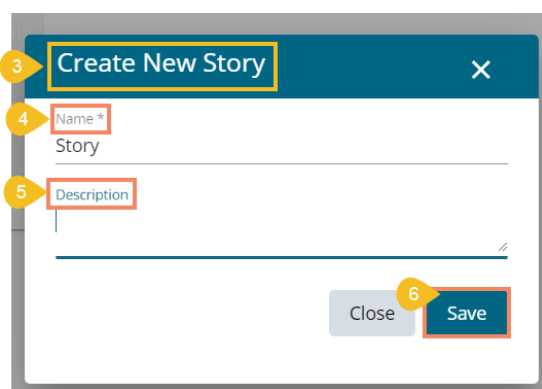 3 Create New Story ×
4 Name *
Story
5 Description
6
Close Save